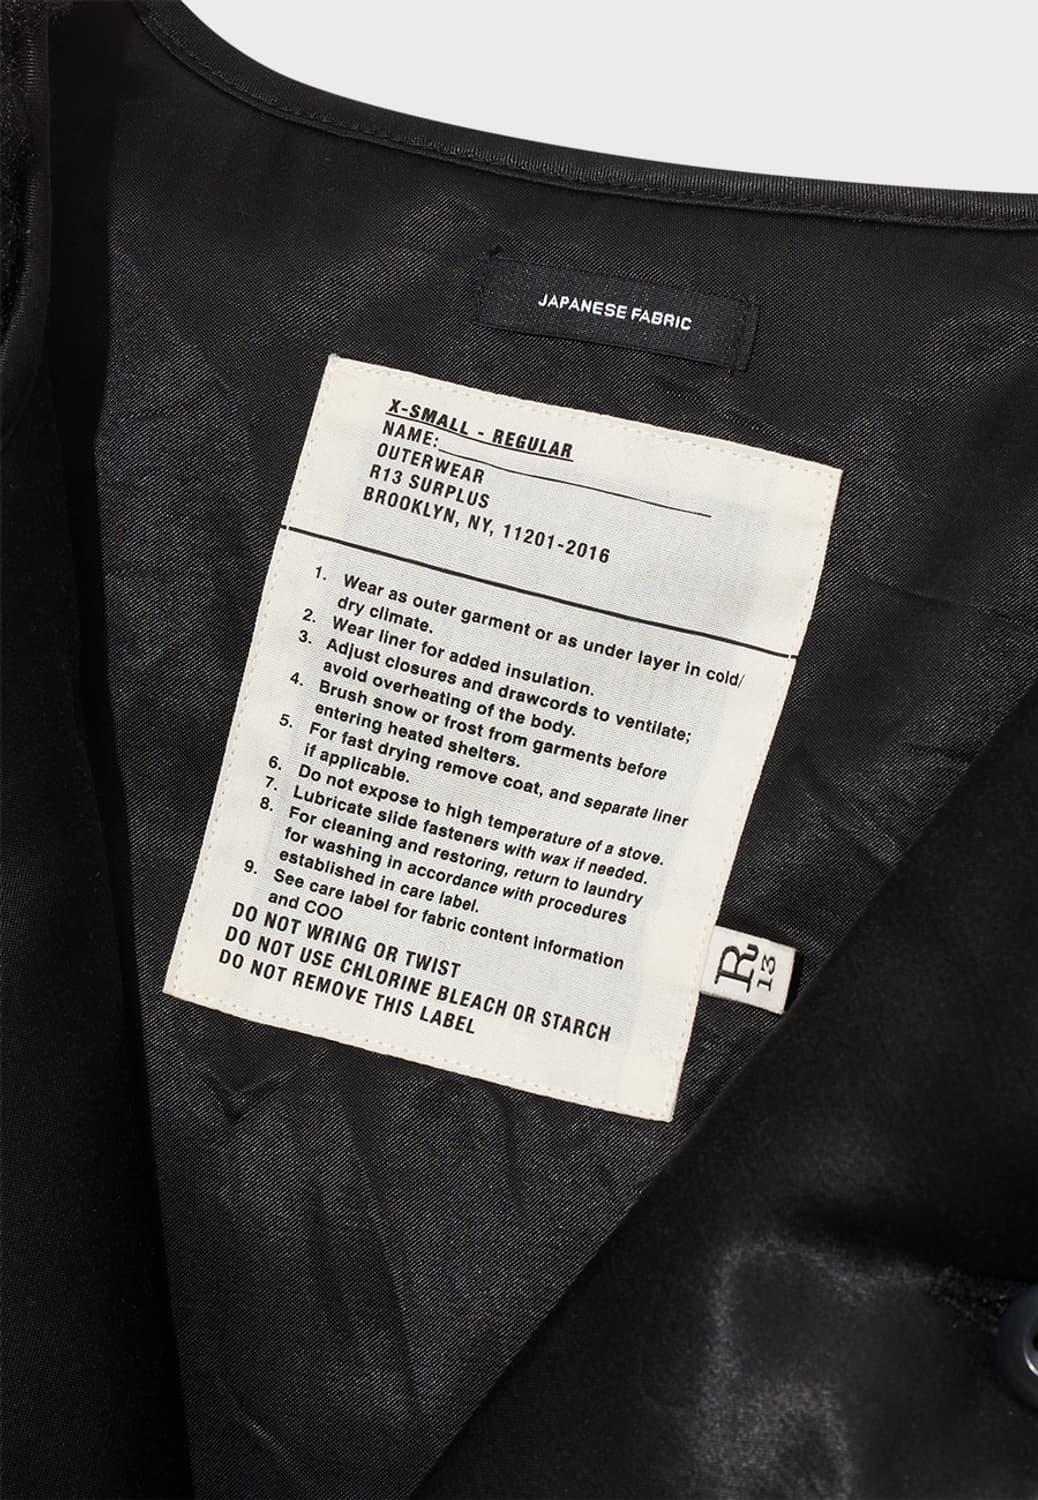 JAPANESE FABRIC
X-SMALL - REGULAR
NAME:
OUTERWEAR
R13 SURPLUS
BROOKLYN, NY, 11201-2016
1. Wear as outer garment or as under layer in cold/
dry climate.
2. Wear liner for added insulation.
3. Adjust closures and drawcords to ventilate;
avoid overheating of the body.
4. Brush snow or frost from garments before
entering heated shelters.
5. For fast drying remove coat, and separate liner
if applicable.
6. Do not expose to high temperature of a stove.
7. Lubricate slide fasteners with wax if needed.
8. For cleaning and restoring, return to laundry
for washing in accordance with procedures
established in care label.
9. See care label for fabric content information
and COO
DO NOT WRING OR TWIST
DO NOT USE CHLORINE BLEACH OR STARCH
DO NOT REMOVE THIS LABEL
R
13